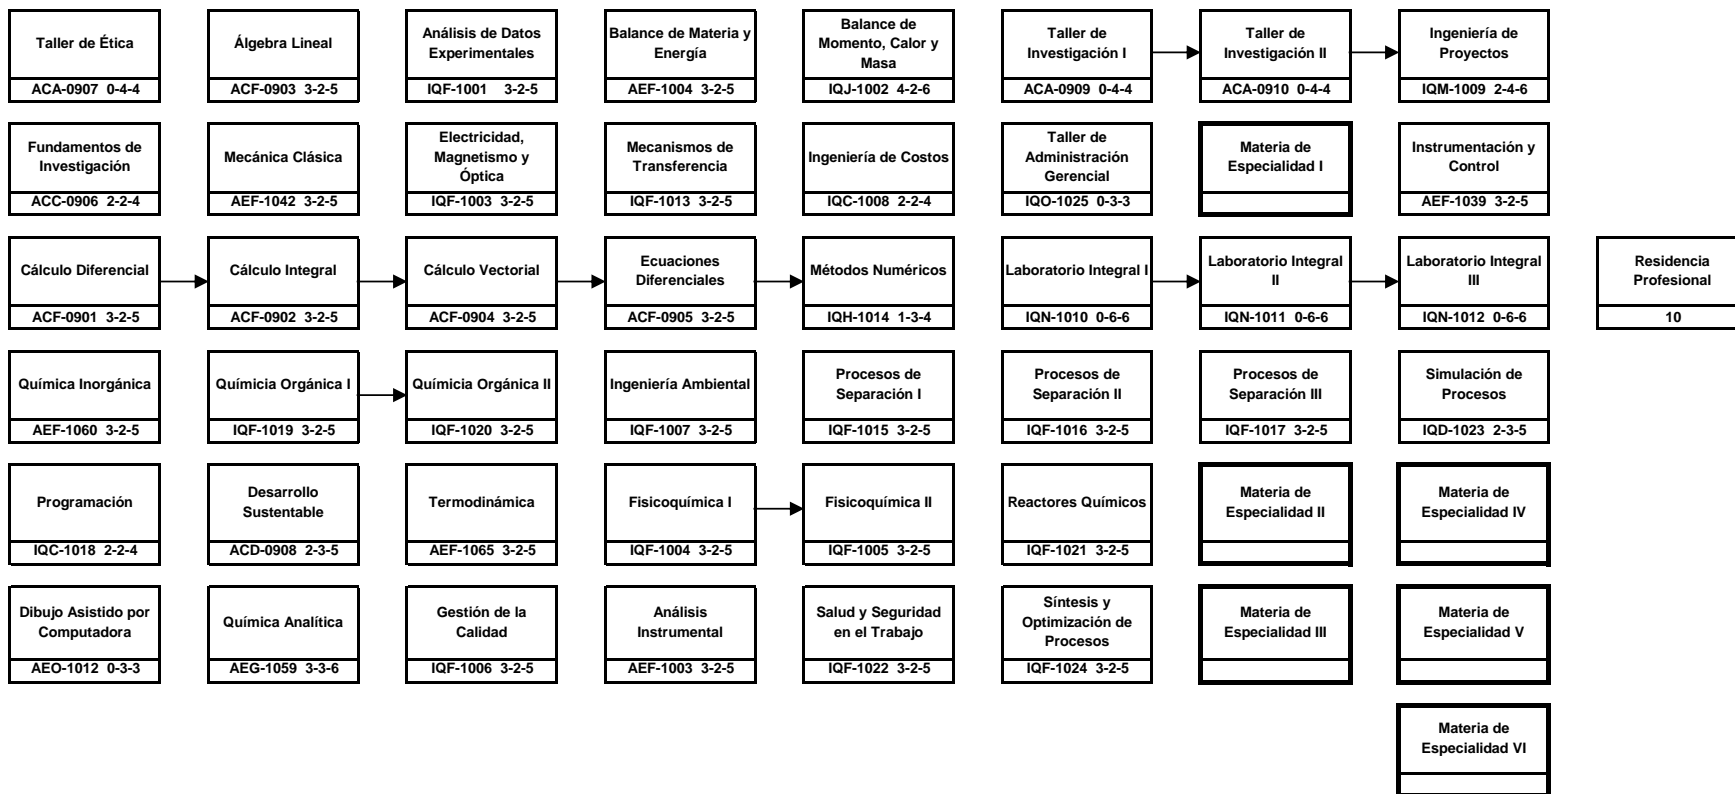 Taller de Ética
ACA-0907 0-4-4
Álgebra Lineal
ACF-0903 3-2-5
Análisis de Datos
Experimentales
IQF-1001 3-2-5
Balance de Materia y
Energía
AEF-1004 3-2-5
Balance de
Momento, Calor y
Masa
IQJ-1002 4-2-6
Taller de
Investigación I
ACA-0909 0-4-4
Taller de
Investigación II
ACA-0910 0-4-4
Ingeniería de
Proyectos
IQM-1009 2-4-6
Fundamentos de
Investigación
ACC-0906 2-2-4
Mecánica Clásica
AEF-1042 3-2-5
Electricidad,
Magnetismo y
Óptica
IQF-1003 3-2-5
Mecanismos de
Transferencia
IQF-1013 3-2-5
Ingeniería de Costos
IQC-1008 2-2-4
Taller de
Administración
Gerencial
IQO-1025 0-3-3
Materia de
Especialidad I
Instrumentación y
Control
AEF-1039 3-2-5
Cálculo Diferencial
ACF-0901 3-2-5
Cálculo Integral
ACF-0902 3-2-5
Cálculo Vectorial
ACF-0904 3-2-5
Ecuaciones
Diferenciales
ACF-0905 3-2-5
Métodos Numéricos
IQH-1014 1-3-4
Laboratorio Integral I
IQN-1010 0-6-6
Laboratorio Integral
II
IQN-1011 0-6-6
Laboratorio Integral
III
IQN-1012 0-6-6
Residencia
Profesional
10
Química Inorgánica
AEF-1060 3-2-5
Químicia Orgánica I
IQF-1019 3-2-5
Químicia Orgánica II
IQF-1020 3-2-5
Ingeniería Ambiental
IQF-1007 3-2-5
Procesos de
Separación I
IQF-1015 3-2-5
Procesos de
Separación II
IQF-1016 3-2-5
Procesos de
Separación III
IQF-1017 3-2-5
Simulación de
Procesos
IQD-1023 2-3-5
Programación
IQC-1018 2-2-4
Desarrollo
Sustentable
ACD-0908 2-3-5
Termodinámica
AEF-1065 3-2-5
Fisicoquímica I
IQF-1004 3-2-5
Fisicoquímica II
IQF-1005 3-2-5
Reactores Químicos
IQF-1021 3-2-5
Materia de
Especialidad II
Materia de
Especialidad IV
Dibujo Asistido por
Computadora
AEO-1012 0-3-3
Química Analítica
AEG-1059 3-3-6
Gestión de la
Calidad
IQF-1006 3-2-5
Análisis
Instrumental
AEF-1003 3-2-5
Salud y Seguridad
en el Trabajo
IQF-1022 3-2-5
Síntesis y
Optimización de
Procesos
IQF-1024 3-2-5
Materia de
Especialidad III
Materia de
Especialidad V
Materia de
Especialidad VI